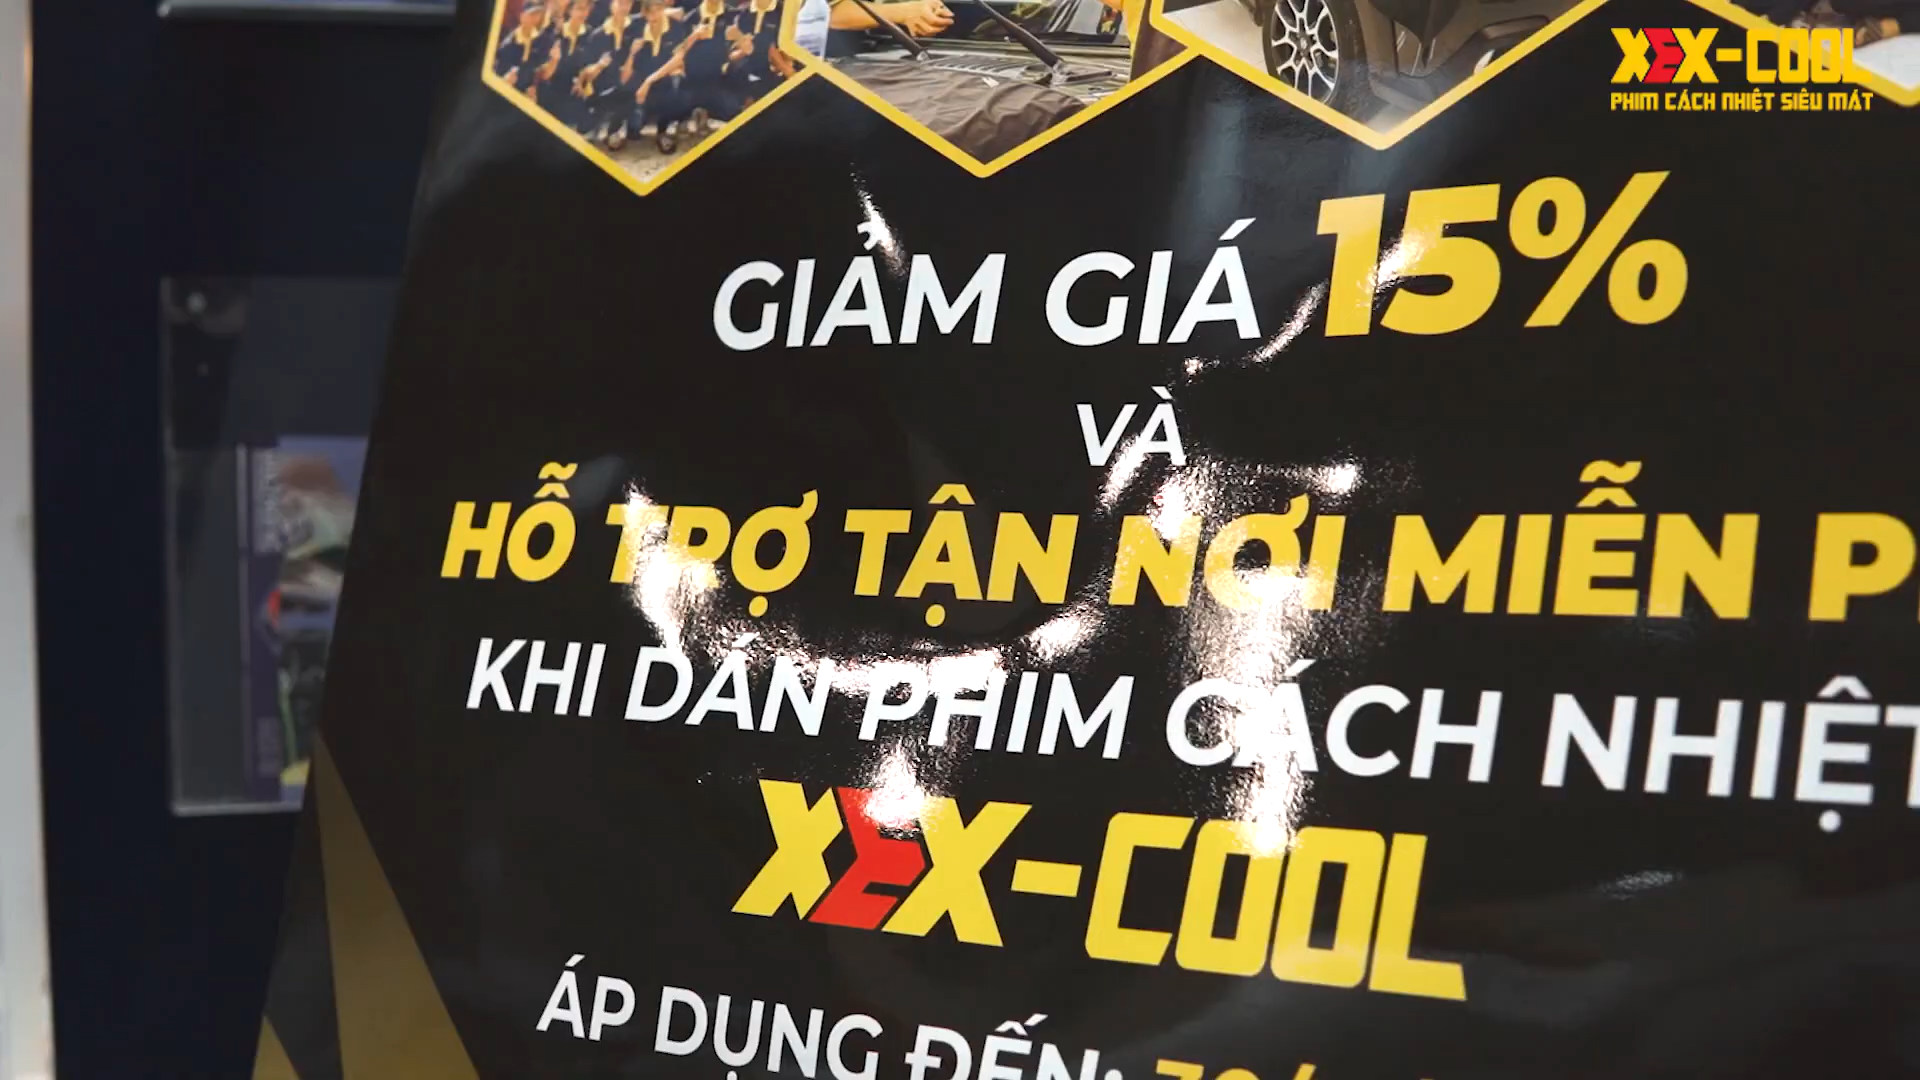 XEX-COOL
PHIM CÁCH NHIỆT SIÊU MÁT
GIẢM GIÁ 15%
VÀ
HỖ TRỢ TẬN NƠI MIỄN
KHI DÁN PHIM CÁCH NHIỆT
XEX-COOL
ÁP DỤNG ĐẾN: